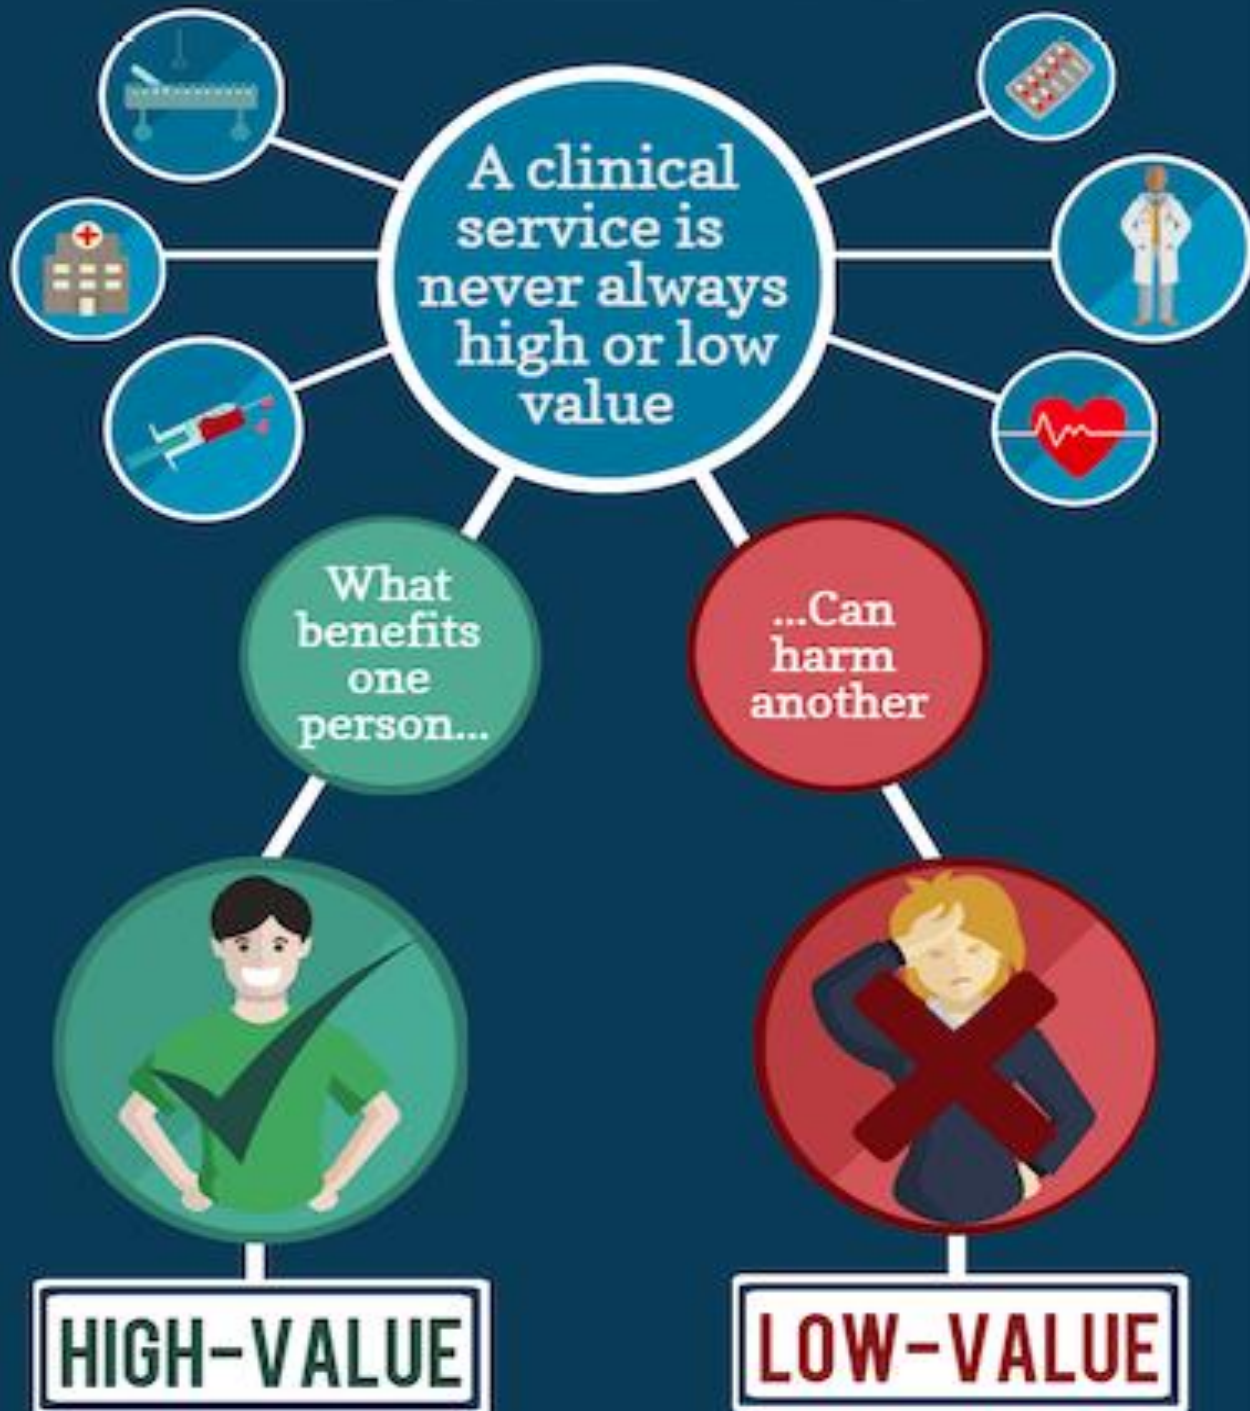 A clinical
service is
never always
high or low
value
What
benefits
one
person...
...Can
harm
another
HIGH-VALUE
LOW-VALUE